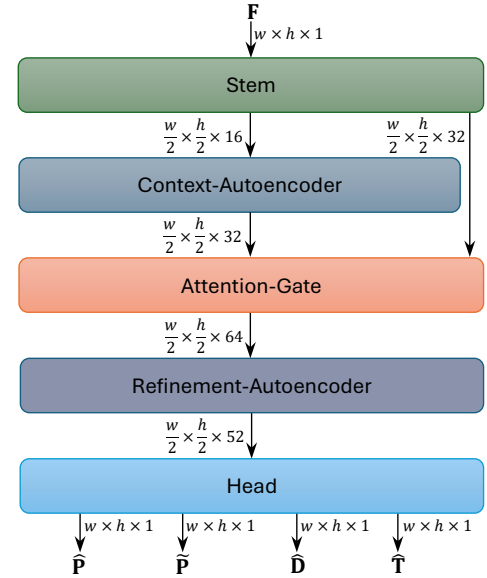 F
w × h × 1
Stem
w/2 × h/2 × 16
w/2 × h/2 × 32
Context-Autoencoder
w/2 × h/2 × 32
Attention-Gate
w/2 × h/2 × 64
Refinement-Autoencoder
w/2 × h/2 × 52
Head
w × h × 1 w × h × 1 w × h × 1 w × h × 1
P̂ P̃ D̂ T̂